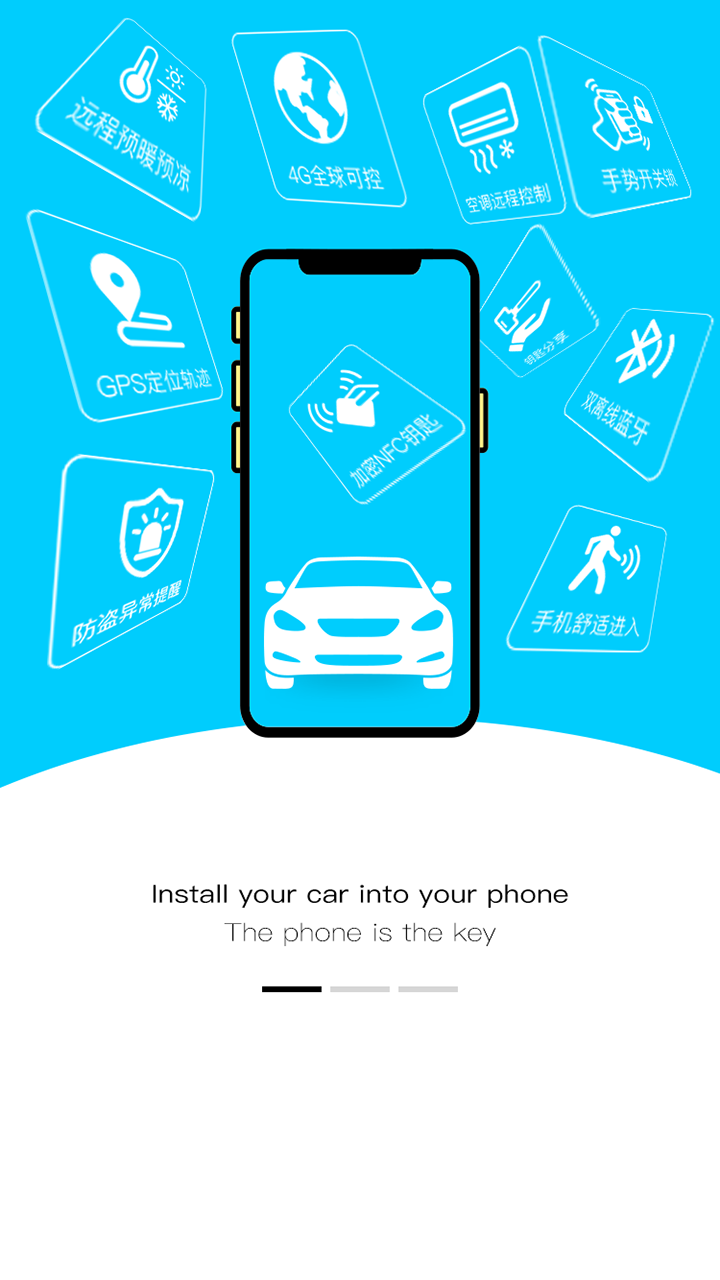 远程预暖预凉
4G全球可控
空调远程控制
手势开关锁
GPS定位轨迹
钥匙分享
双离线蓝牙
加密NFC钥匙
防盗异常提醒
手机舒适进入
Install your car into your phone
The phone is the key